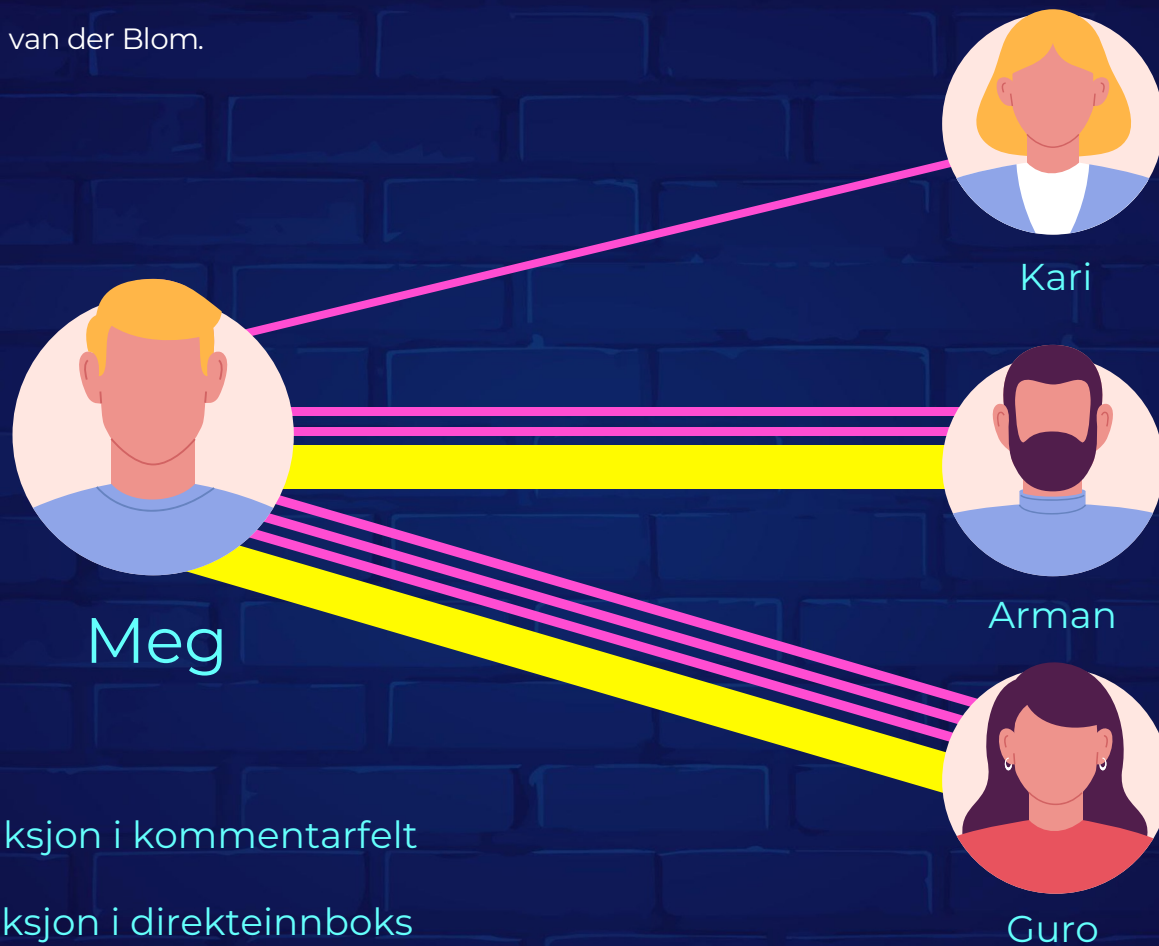 van der Blom.
Kari
Arman
Meg
ksjon i kommentarfelt
ksjon i direkteinnboks
Guro